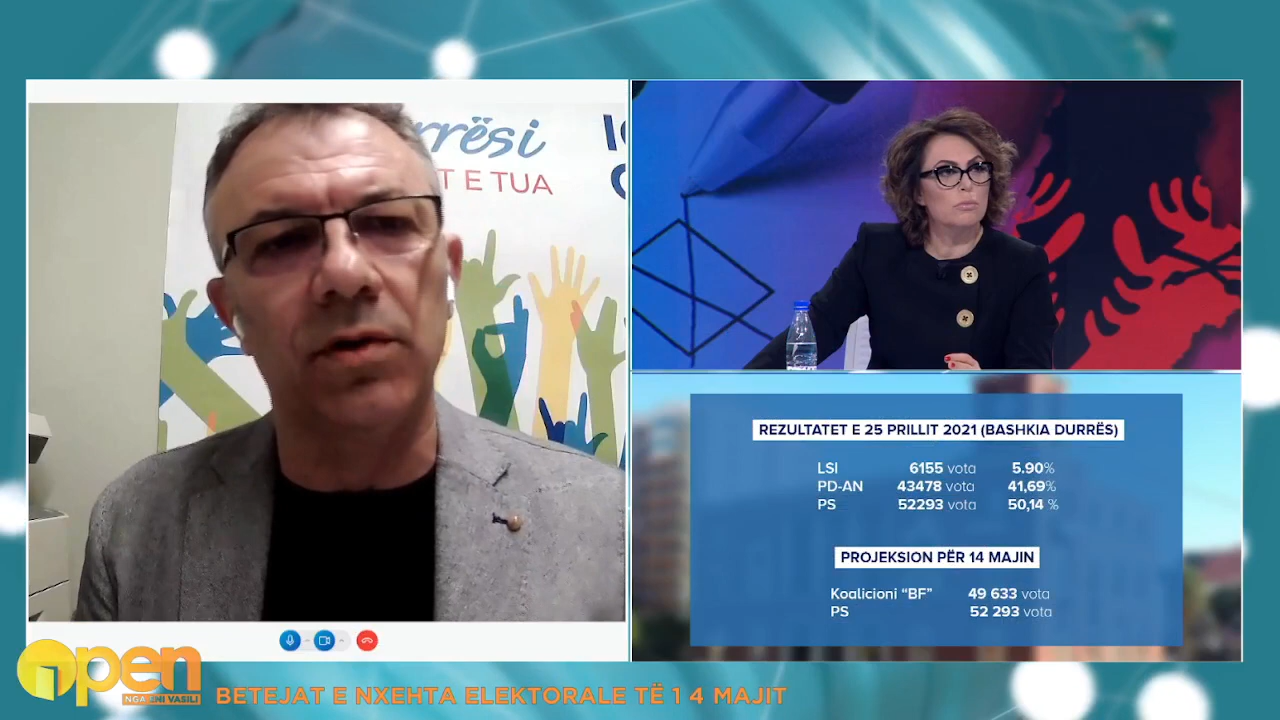 rrësi
T E TUA
REZULTATET E 25 PRILLIT 2021 (BASHKIA DURRËS)
LSI 6155 vota 5.90%
PD-AN 43478 vota 41,69%
PS 52293 vota 50,14 %
PROJEKSION PËR 14 MAJIN
Koalicioni “BF” 49 633 vota
PS 52 293 vota
open
NGA ENI VASILI
BETEJAT E NXEHTA ELEKTORALE TË 1 4 MAJIT